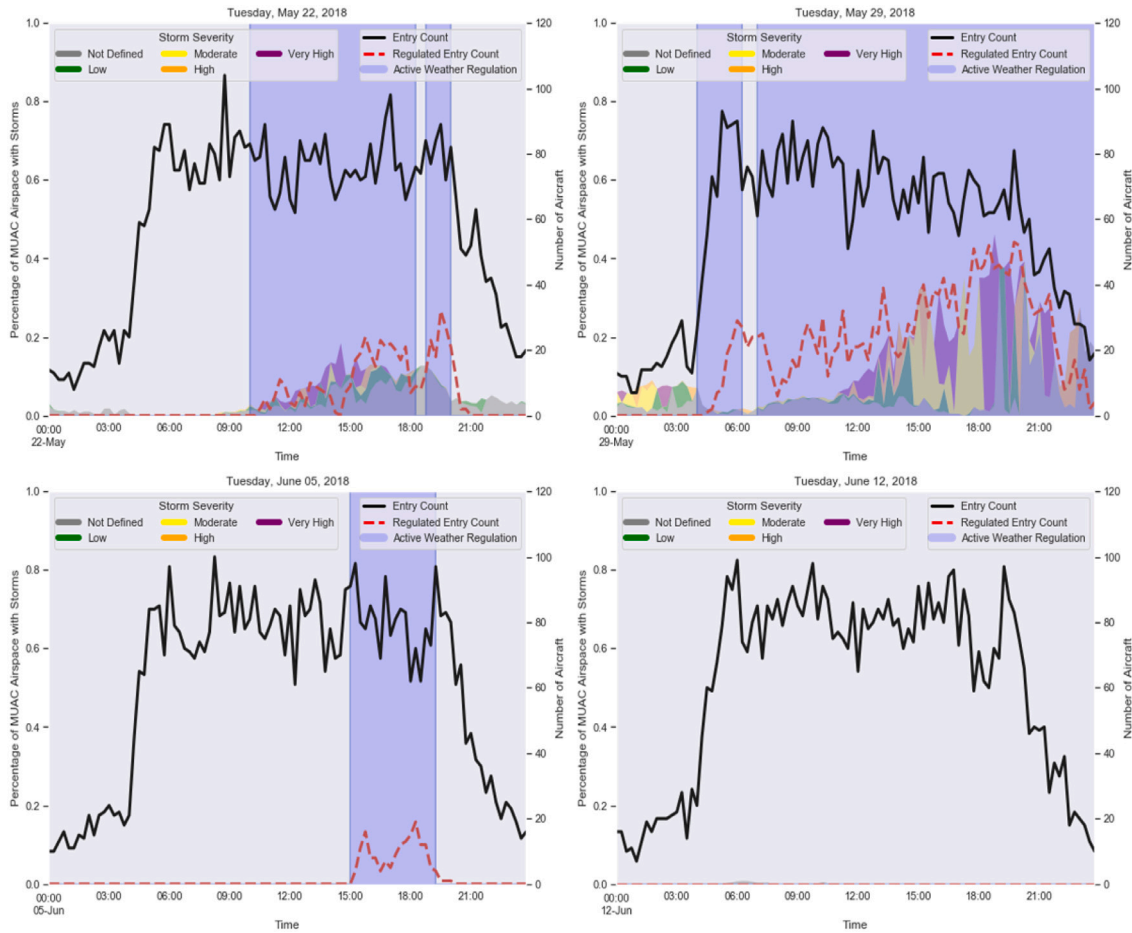 Tuesday, May 22, 2018
Percentage of MUAC Airspace with Storms
1.0
0.8
0.6
0.4
0.2
0.0
Storm Severity
Not Defined
Moderate
Very High
Low
High
Entry Count
Regulated Entry Count
Active Weather Regulation
120
100
80
60
40
20
0
Number of Aircraft
00:00
22-May
03:00
06:00
09:00
12:00
15:00
18:00
21:00
Time
Tuesday, May 29, 2018
Percentage of MUAC Airspace with Storms
1.0
0.8
0.6
0.4
0.2
0.0
Storm Severity
Not Defined
Moderate
Very High
Low
High
Entry Count
Regulated Entry Count
Active Weather Regulation
120
100
80
60
40
20
0
Number of Aircraft
00:00
29-May
03:00
06:00
09:00
12:00
15:00
18:00
21:00
Time
Tuesday, June 05, 2018
Percentage of MUAC Airspace with Storms
1.0
0.8
0.6
0.4
0.2
0.0
Storm Severity
Not Defined
Moderate
Very High
Low
High
Entry Count
Regulated Entry Count
Active Weather Regulation
120
100
80
60
40
20
0
Number of Aircraft
00:00
05-Jun
03:00
06:00
09:00
12:00
15:00
18:00
21:00
Time
Tuesday, June 12, 2018
Percentage of MUAC Airspace with Storms
1.0
0.8
0.6
0.4
0.2
0.0
Storm Severity
Not Defined
Moderate
Very High
Low
High
Entry Count
Regulated Entry Count
Active Weather Regulation
120
100
80
60
40
20
0
Number of Aircraft
00:00
12-Jun
03:00
06:00
09:00
12:00
15:00
18:00
21:00
Time